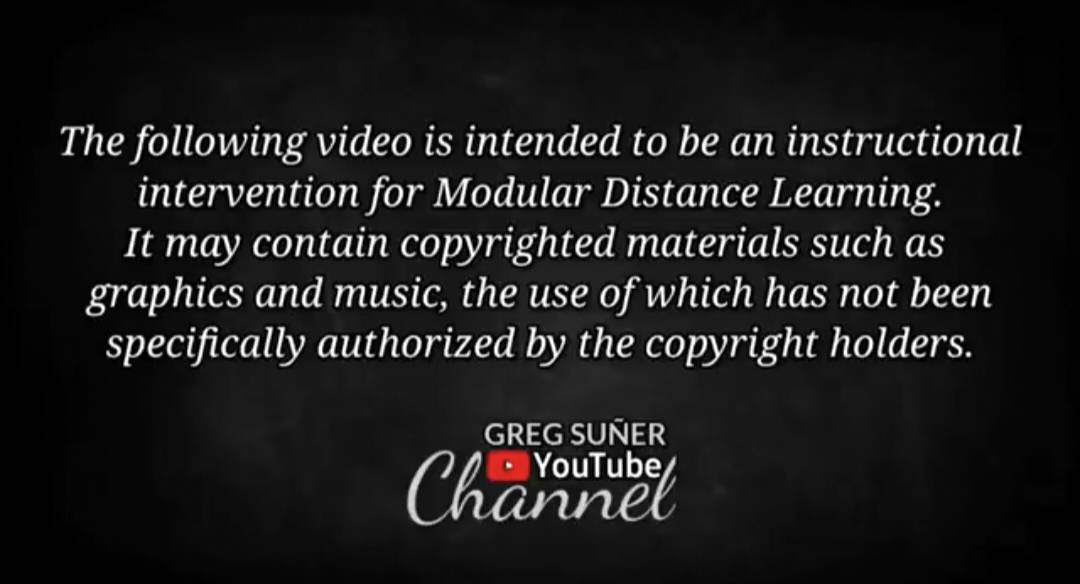 The following video is intended to be an instructional
intervention for Modular Distance Learning.
It may contain copyrighted materials such as
graphics and music, the use of which has not been
specifically authorized by the copyright holders.
GREG SUÑER
YouTube
Channel